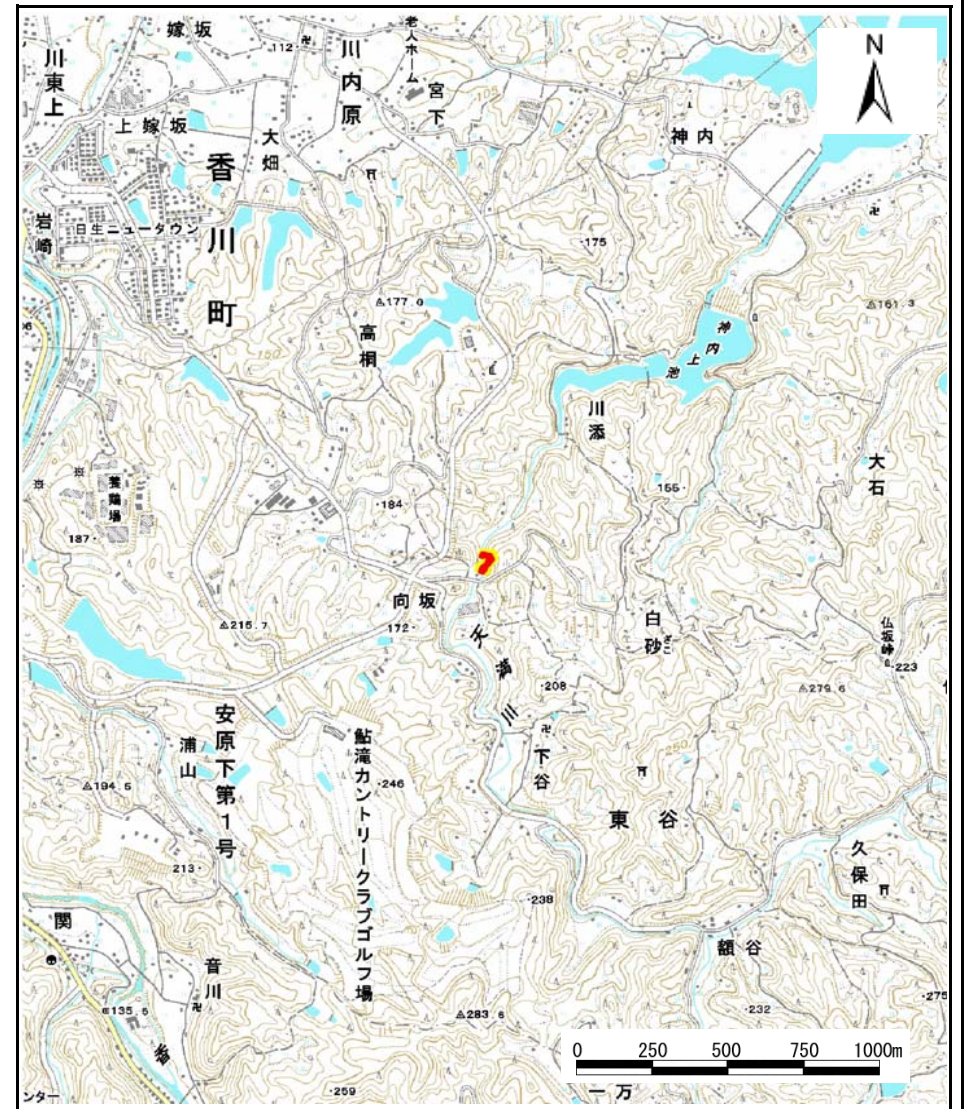 嫁坂
112
川内原
老人ホーム
宮下
105
N
川東上
上嫁坂
大畑
神内
香川町
岩崎
日生ニュータウン
175
177.0
161.3
高桐
150
神内上池
川添
大石
養鶏場
155
184
187
200
向坂
172
白砂
215.7
仏坂峠
223
天満川
208
279.6
安原下第1号
浦山
鮎滝カントリークラブゴルフ場
下谷
250
246
194.5
東谷
久保田
213
238
関
額谷
音川
275
135.5
香
283.6
232
0 250 500 750 1000m
259
一万
ンター